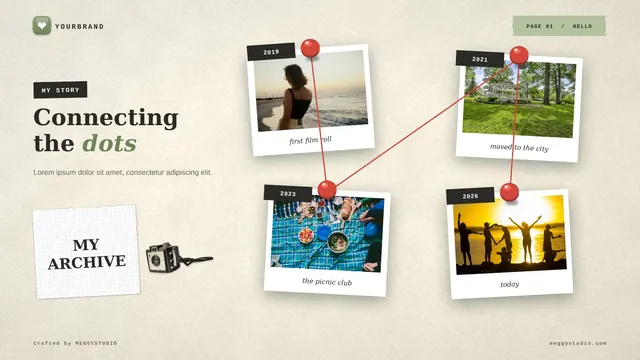 YOURBRAND
PAGE 01 / HELLO
MY STORY
Connecting
the dots
Lorem ipsum dolor sit amet, consectetur adipiscing elit.
MY
ARCHIVE
2019
first film roll
2021
moved to the city
2023
the picnic club
2026
today
Crafted by MEGGYSTUDIO
meggystudio.com